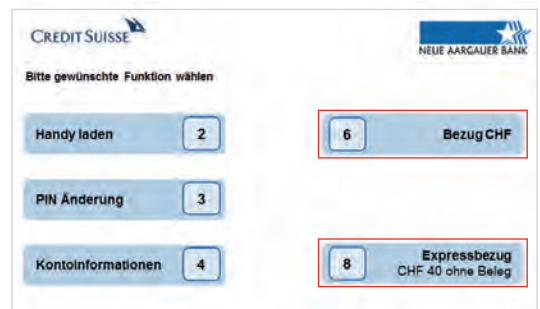 CREDIT SUISSE
NEUE AARGAUER BANK
Bitte gewünschte Funktion wählen
Handy laden 2
6 Bezug CHF
PIN Änderung 3
Kontoinformationen 4
8 Expressbezug
CHF 40 ohne Beleg